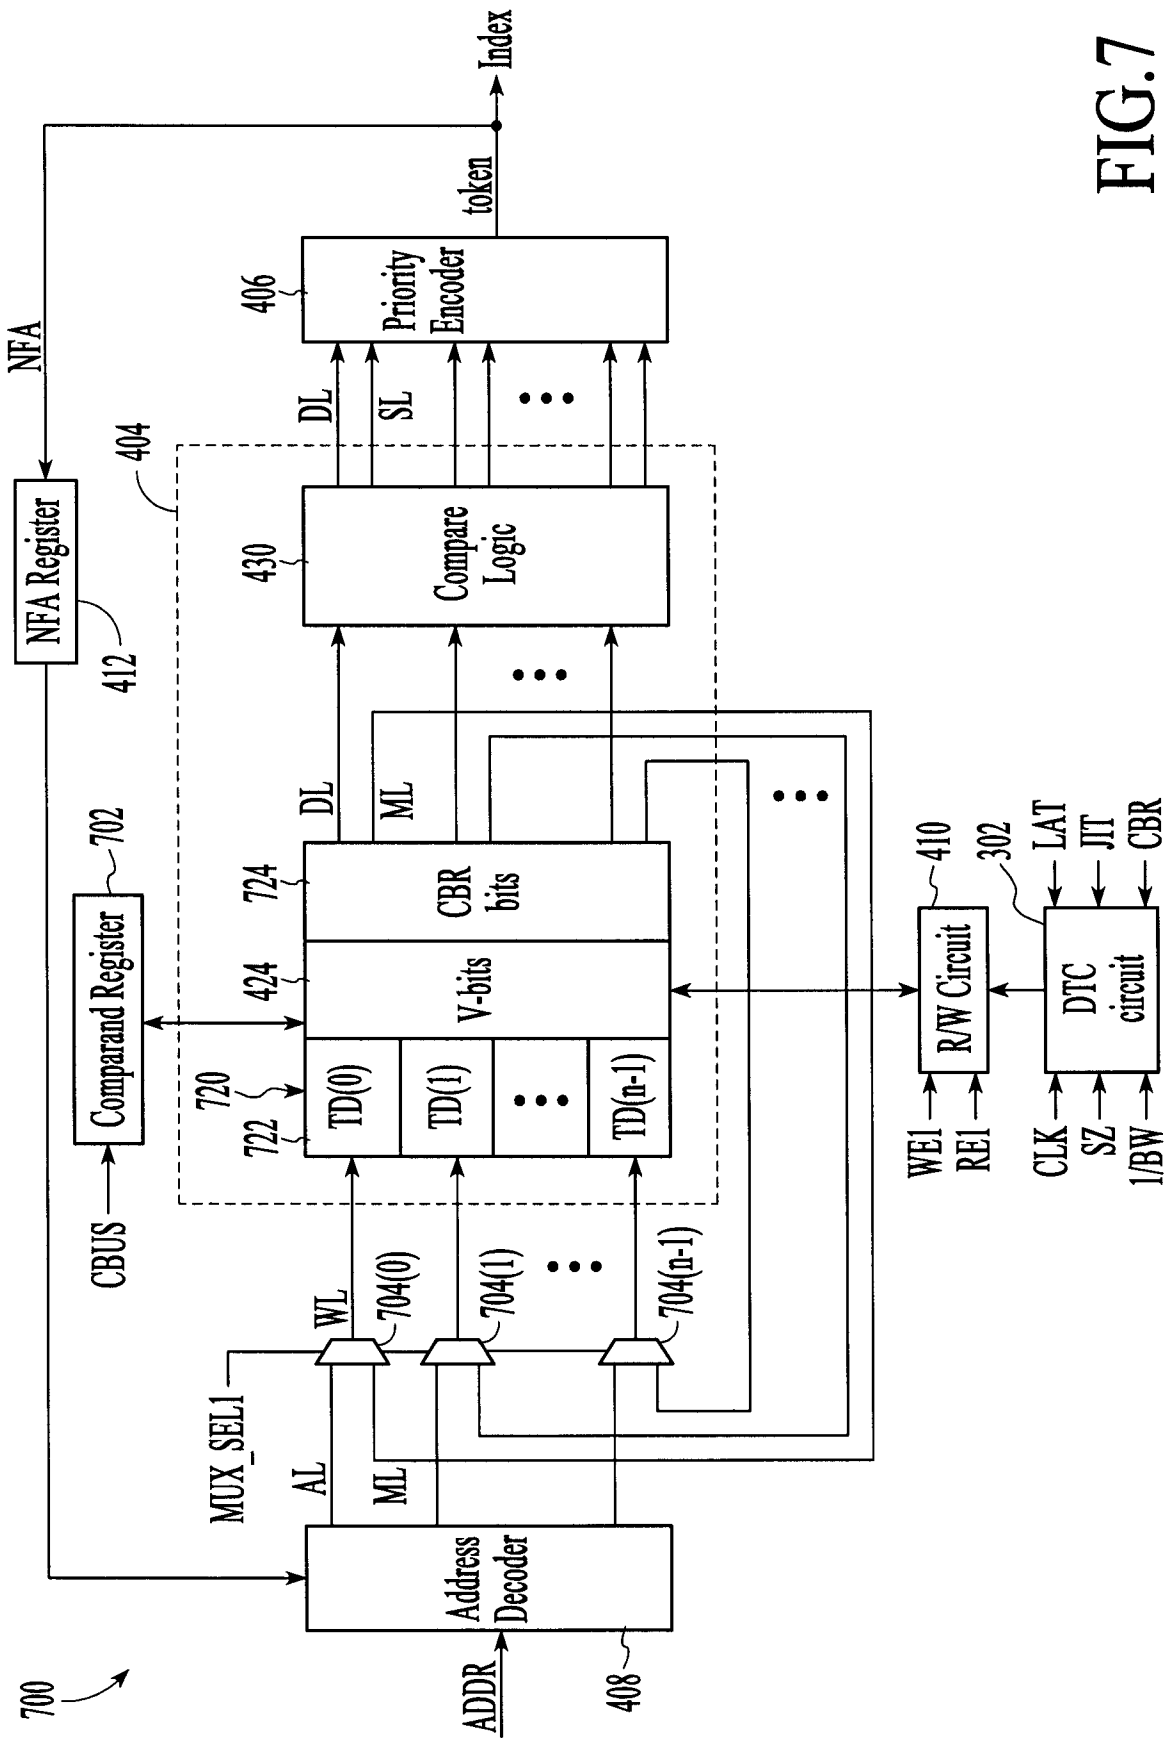 700
NFA
NFA Register
412
Comparand Register
702
CBUS
404
MUX_SEL1
AL
ML
ADDR
Address
Decoder
408
WL
704(0)
704(1)
704(n-1)
720
722
TD(0)
TD(1)
TD(n-1)
424
V-bits
724
CBR
bits
DL
ML
430
Compare
Logic
DL
SL
406
Priority
Encoder
token
Index
WE1
RE1
R/W Circuit
410
CLK
SZ
1/BW
DTC
circuit
302
LAT
JIT
CBR
FIG.7